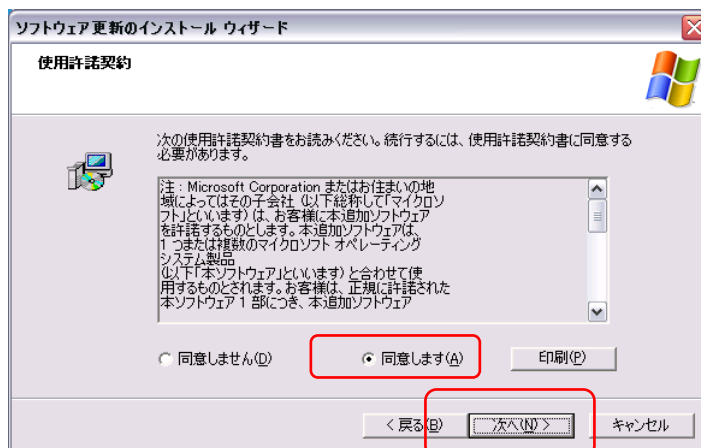 ソフトウェア更新のインストール ウィザード
使用許諾契約
次の使用許諾契約書をお読みください。続行するには、使用許諾契約書に同意する
必要があります。
注 : Microsoft Corporation またはお住まいの地
域によってはその子会社 (以下総称して「マイクロソ
フト」といいます) は、お客様に本追加ソフトウェア
を許諾するものとします。本追加ソフトウェアは、
1 つまたは複数のマイクロソフト オペレーティング
システム製品
(以下「本ソフトウェア」といいます) と合わせて使
用するものとされます。お客様は、正規に許諾された
本ソフトウェア 1 部につき、本追加ソフトウェア
同意しません(D)
同意します(A)
印刷(P)
< 戻る(B)
次へ(N) >
キャンセル